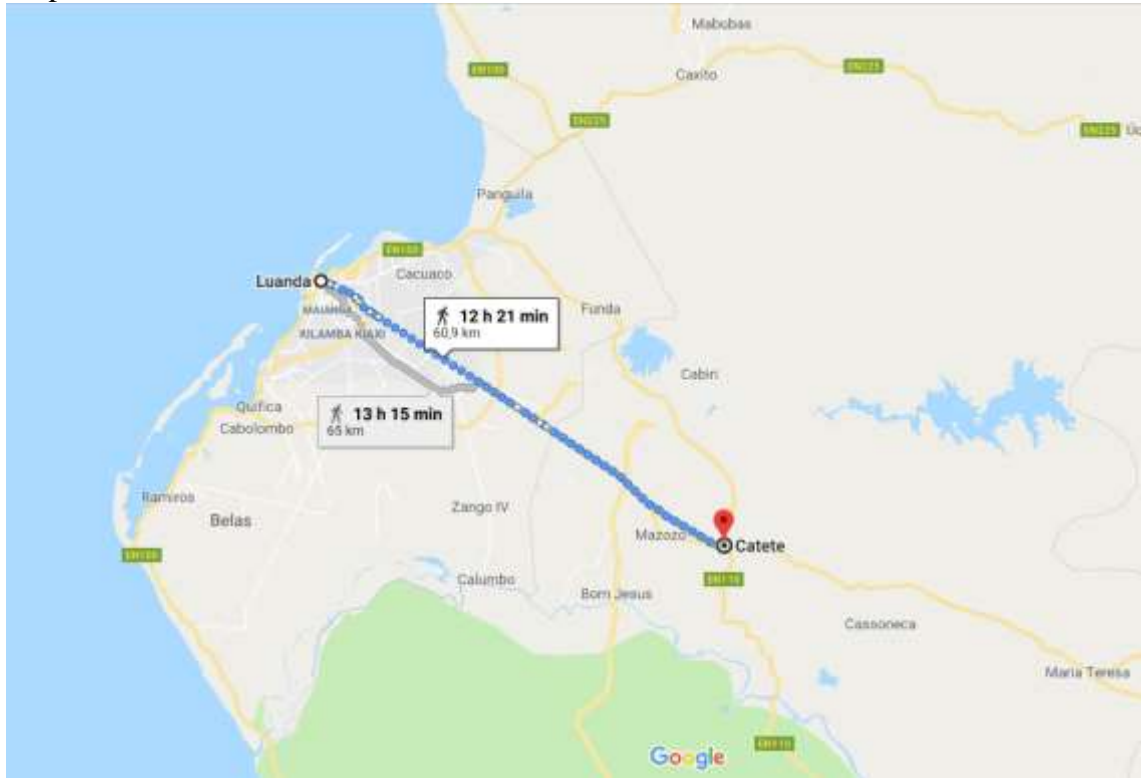 Mabobas
Caxito
EN100
EN225
EN225
EN225
Panguila
EN100
Luanda
Cacuaco
MAIANGA
KILAMBA KIAXI
12 h 21 min
60,9 km
Funda
Cabiri
13 h 15 min
65 km
Quifica
Cabolombo
Ramiros
Belas
Zango IV
Mazozo
Catete
EN100
Calumbo
Bom Jesus
EN110
Cassoneca
Maria Teresa
EN110
Google